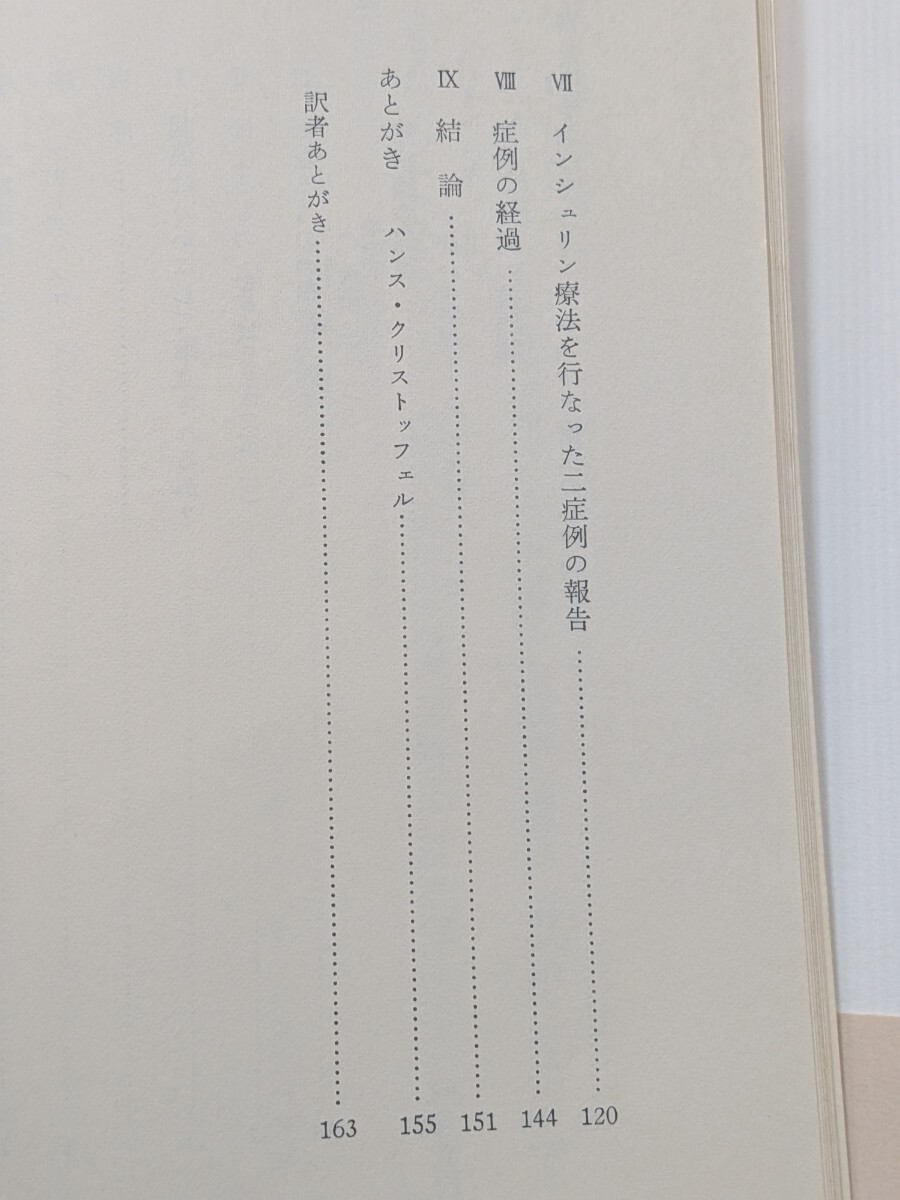 Ⅶ インシュリン療法を行なった二症例の報告……120
Ⅷ 症例の経過……144
Ⅸ 結論……151
あとがき ハンス・クリストッフェル……155
訳者あとがき……163